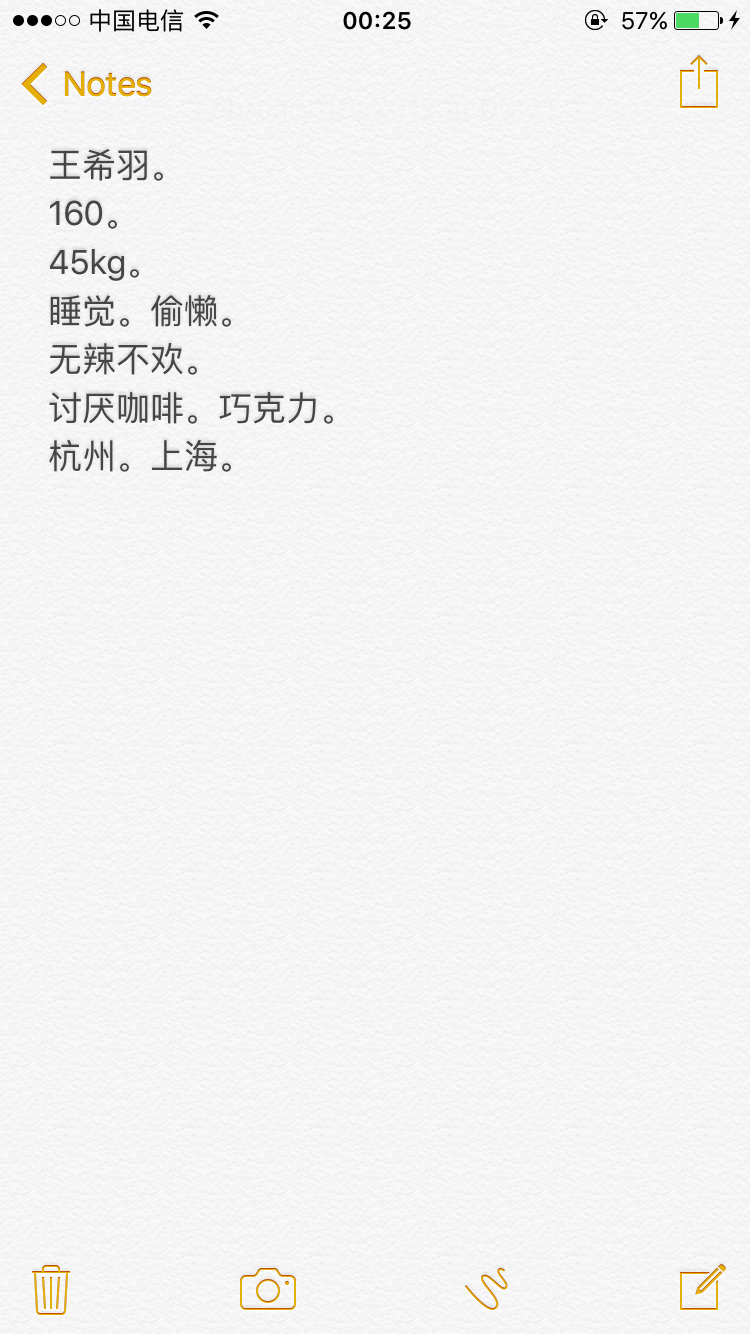 中国电信 00:25 57%
Notes
王希羽。
160。
45kg。
睡觉。偷懒。
无辣不欢。
讨厌咖啡。巧克力。
杭州。上海。